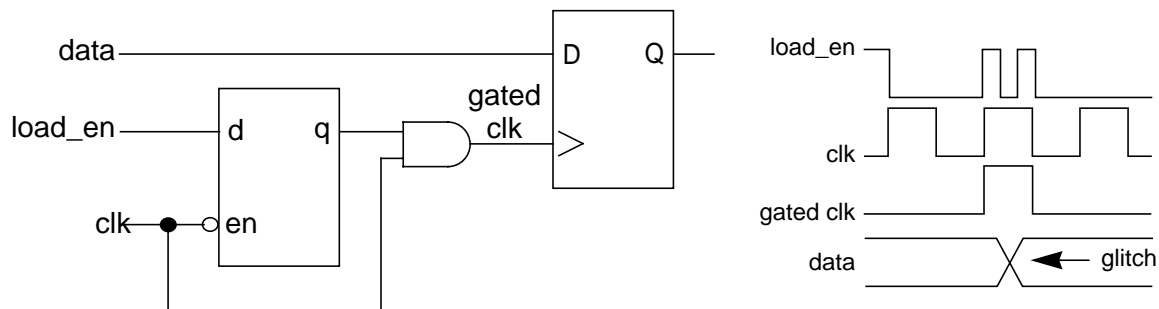 data
D
Q
gated
clk
load_en
d
q
clk
en
load_en
clk
gated clk
data
glitch